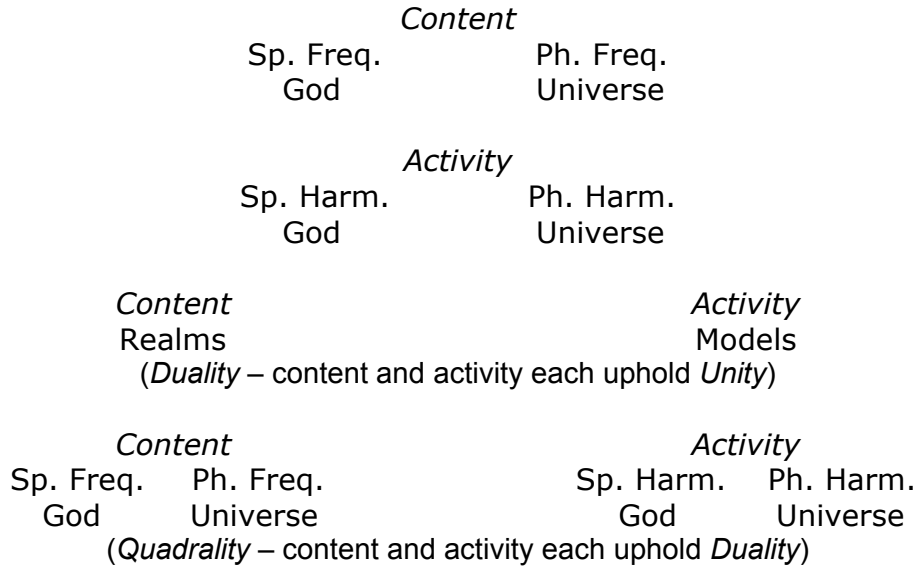 Content
Sp. Freq. Ph. Freq.
God Universe
Activity
Sp. Harm. Ph. Harm.
God Universe
Content Activity
Realms Models
(Duality – content and activity each uphold Unity)
Content Activity
Sp. Freq. Ph. Freq. Sp. Harm. Ph. Harm.
God Universe God Universe
(Quadrality – content and activity each uphold Duality)